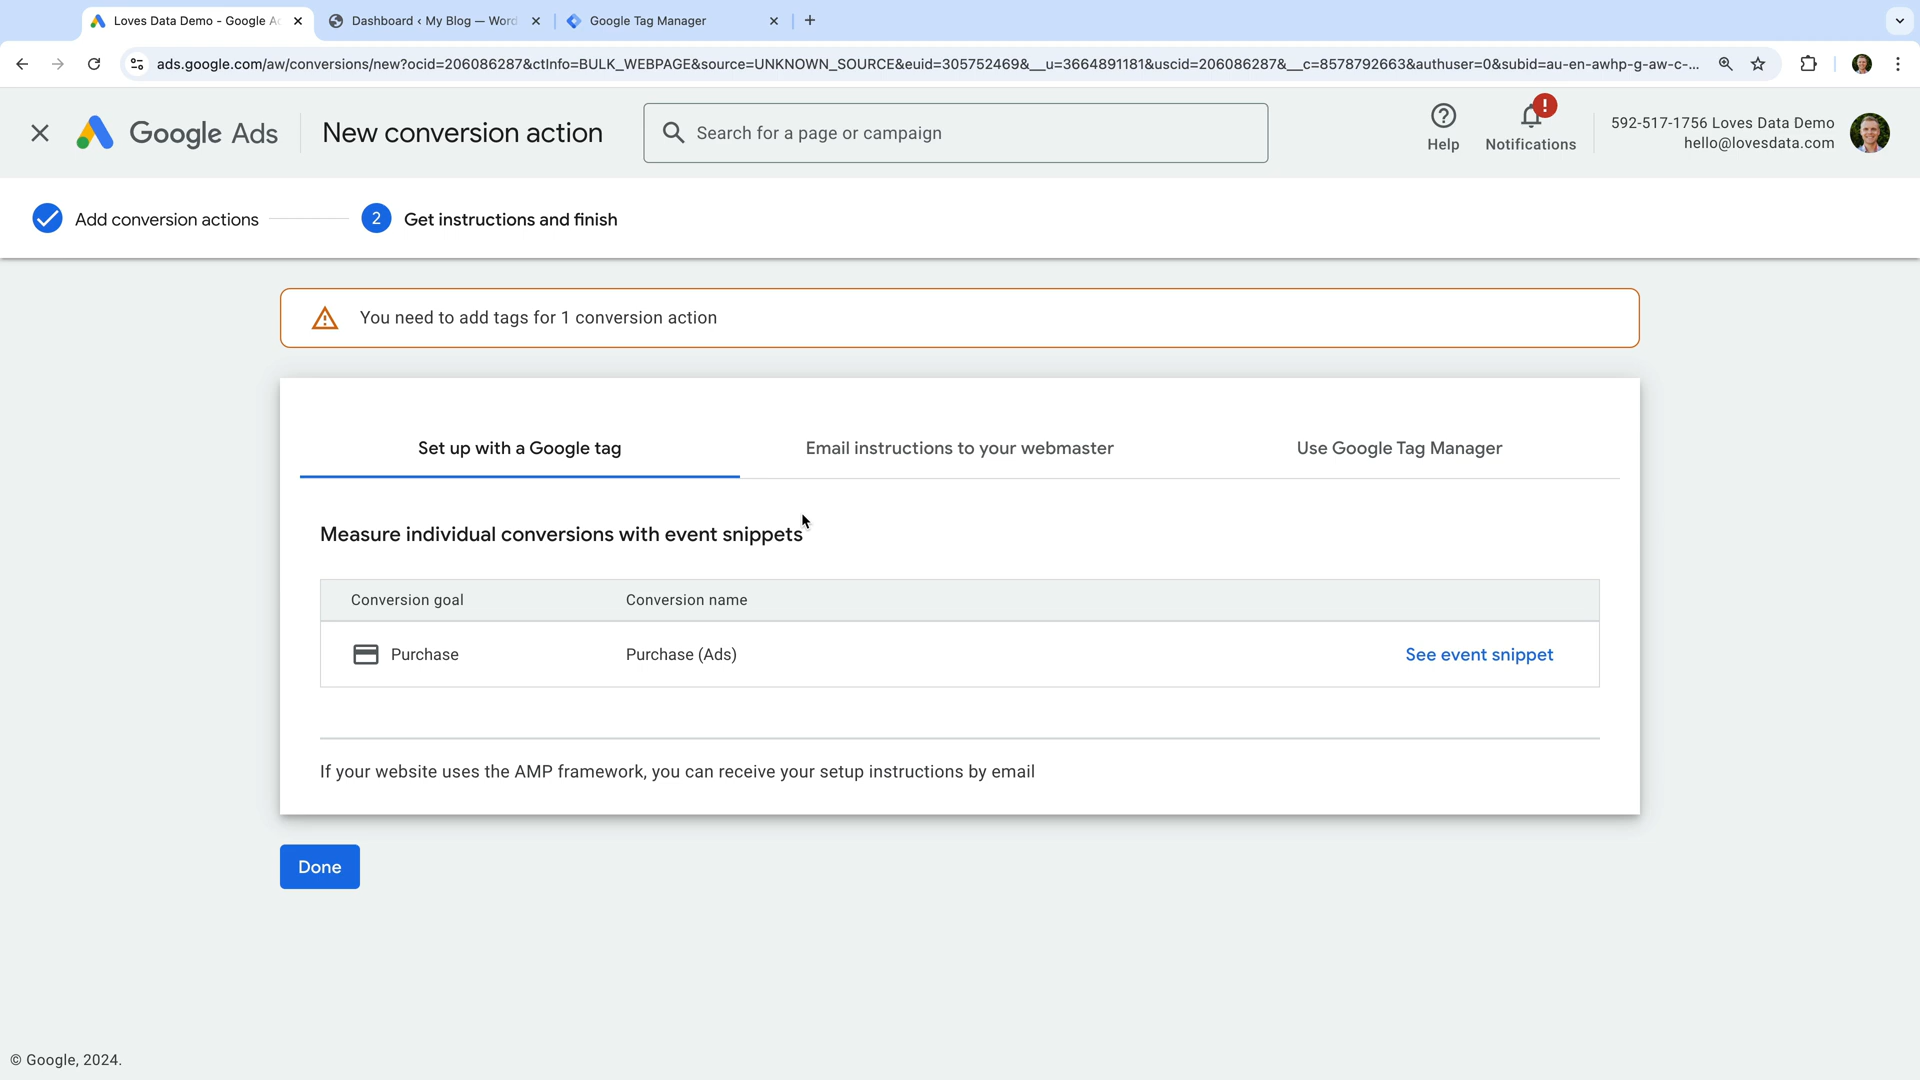 Loves Data Demo - Google A
Dashboard ‹ My Blog — Word
Google Tag Manager
ads.google.com/aw/conversions/new?ocid=206086287&ctInfo=BULK_WEBPAGE&source=UNKNOWN_SOURCE&euid=305752469&__u=3664891181&uscid=206086287&__c=8578792663&authuser=0&subid=au-en-awhp-g-aw-c-...
Google Ads
New conversion action
Search for a page or campaign
Help
!
Notifications
592-517-1756 Loves Data Demo
hello@lovesdata.com
Add conversion actions
2
Get instructions and finish
You need to add tags for 1 conversion action
Set up with a Google tag
Email instructions to your webmaster
Use Google Tag Manager
Measure individual conversions with event snippets
Conversion goal
Conversion name
Purchase
Purchase (Ads)
See event snippet
If your website uses the AMP framework, you can receive your setup instructions by email
Done
© Google, 2024.